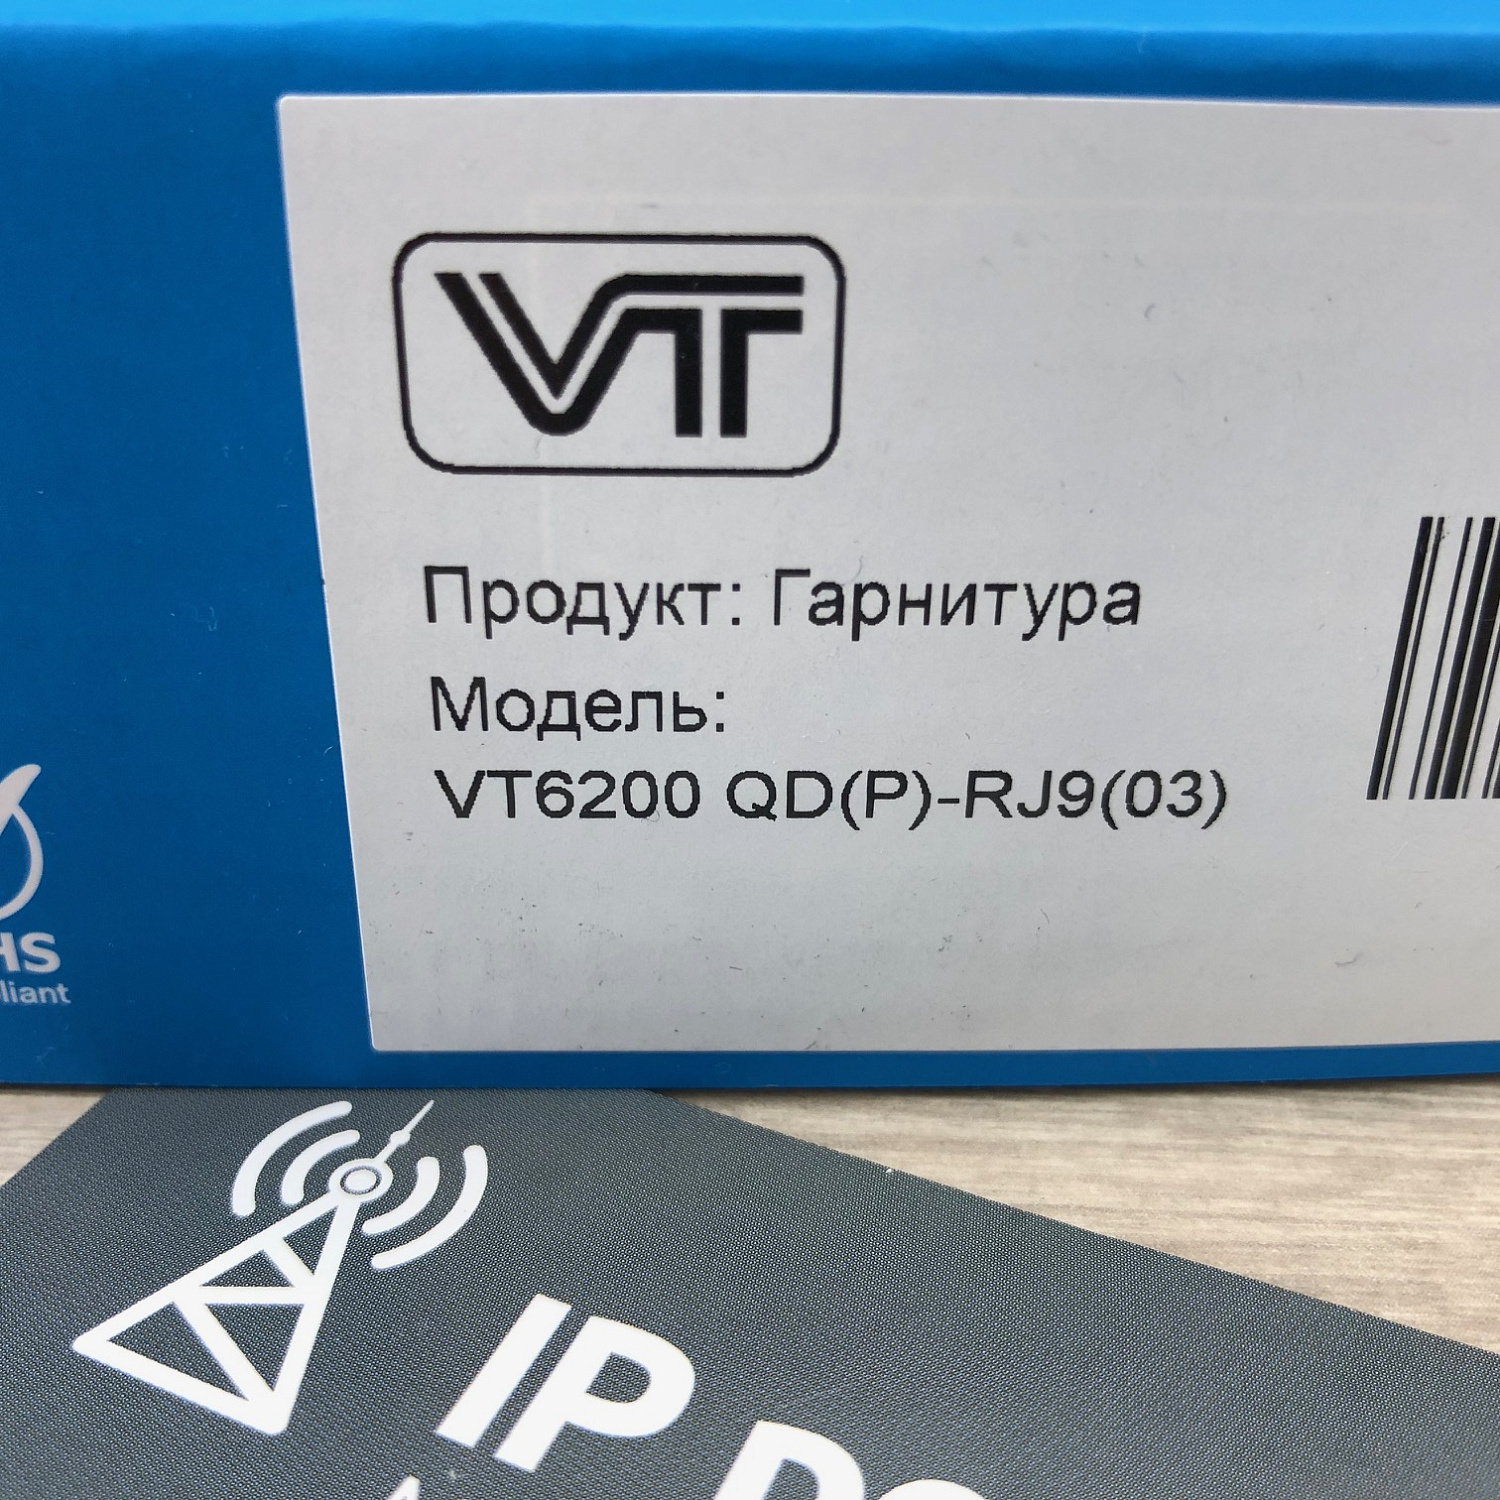 VT
Продукт: Гарнитура
Модель:
VT6200 QD(P)-RJ9(03)
IP